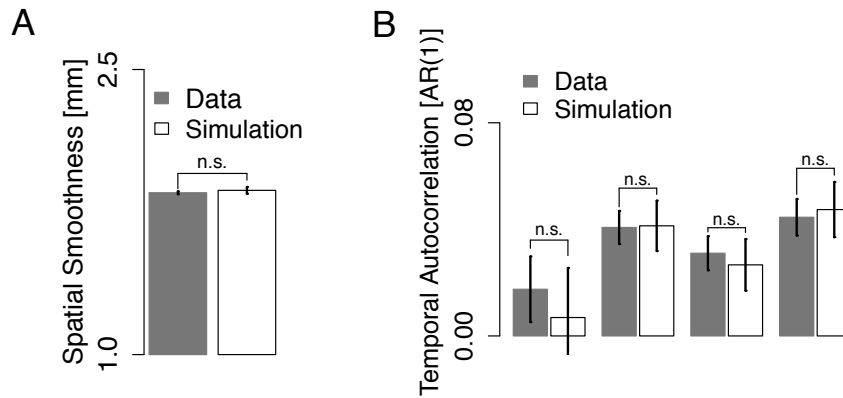 A
Spatial Smoothness [mm]
2.5
1.0
Data
Simulation
n.s.
B
Temporal Autocorrelation [AR(1)]
0.08
0.00
Data
Simulation
n.s.
n.s.
n.s.
n.s.